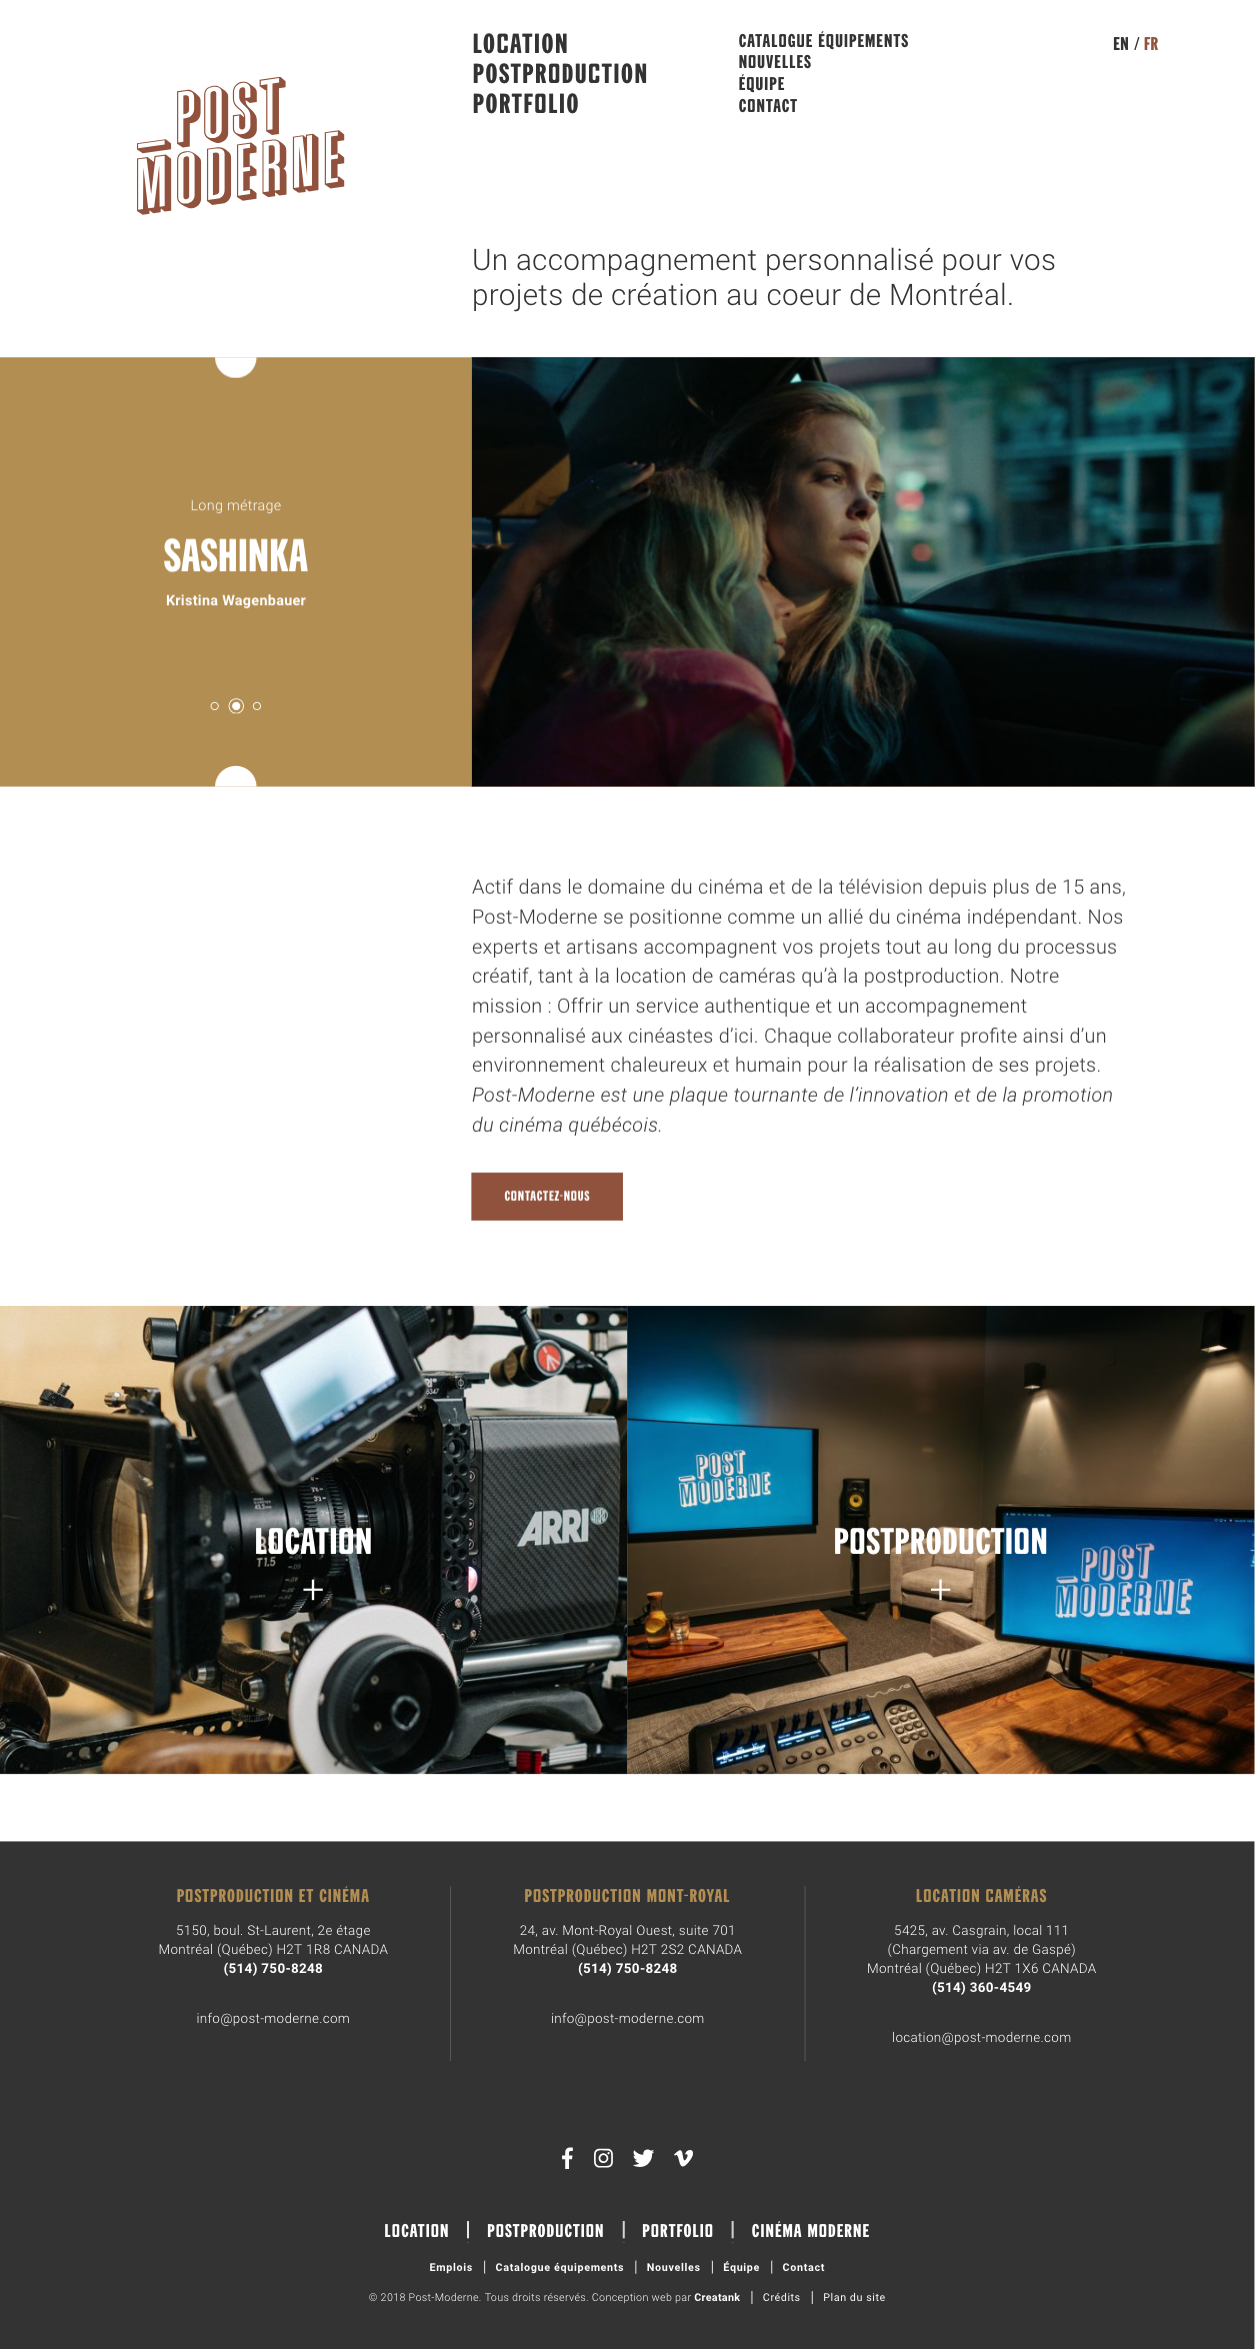 LOCATION
POSTPRODUCTION
PORTFOLIO
CATALOGUE ÉQUIPEMENTS
NOUVELLES
ÉQUIPE
CONTACT
EN / FR
POST
MODERNE
Un accompagnement personnalisé pour vos
projets de création au coeur de Montréal.
Long métrage
SASHINKA
Kristina Wagenbauer
Actif dans le domaine du cinéma et de la télévision depuis plus de 15 ans,
Post-Moderne se positionne comme un allié du cinéma indépendant. Nos
experts et artisans accompagnent vos projets tout au long du processus
créatif, tant à la location de caméras qu’à la postproduction. Notre
mission : Offrir un service authentique et un accompagnement
personnalisé aux cinéastes d’ici. Chaque collaborateur profite ainsi d’un
environnement chaleureux et humain pour la réalisation de ses projets.
Post-Moderne est une plaque tournante de l’innovation et de la promotion
du cinéma québécois.
CONTACTEZ-NOUS
ARRI
T1.5
LOCATION
POST
MODERNE
POSTPRODUCTION
POST
MODERNE
POSTPRODUCTION ET CINÉMA
5150, boul. St-Laurent, 2e étage
Montréal (Québec) H2T 1R8 CANADA
(514) 750-8248
info@post-moderne.com
POSTPRODUCTION MONT-ROYAL
24, av. Mont-Royal Ouest, suite 701
Montréal (Québec) H2T 2S2 CANADA
(514) 750-8248
info@post-moderne.com
LOCATION CAMÉRAS
5425, av. Casgrain, local 111
(Chargement via av. de Gaspé)
Montréal (Québec) H2T 1X6 CANADA
(514) 360-4549
location@post-moderne.com
LOCATION | POSTPRODUCTION | PORTFOLIO | CINÉMA MODERNE
Emplois | Catalogue équipements | Nouvelles | Équipe | Contact
© 2018 Post-Moderne. Tous droits réservés. Conception web par Creatank | Crédits | Plan du site